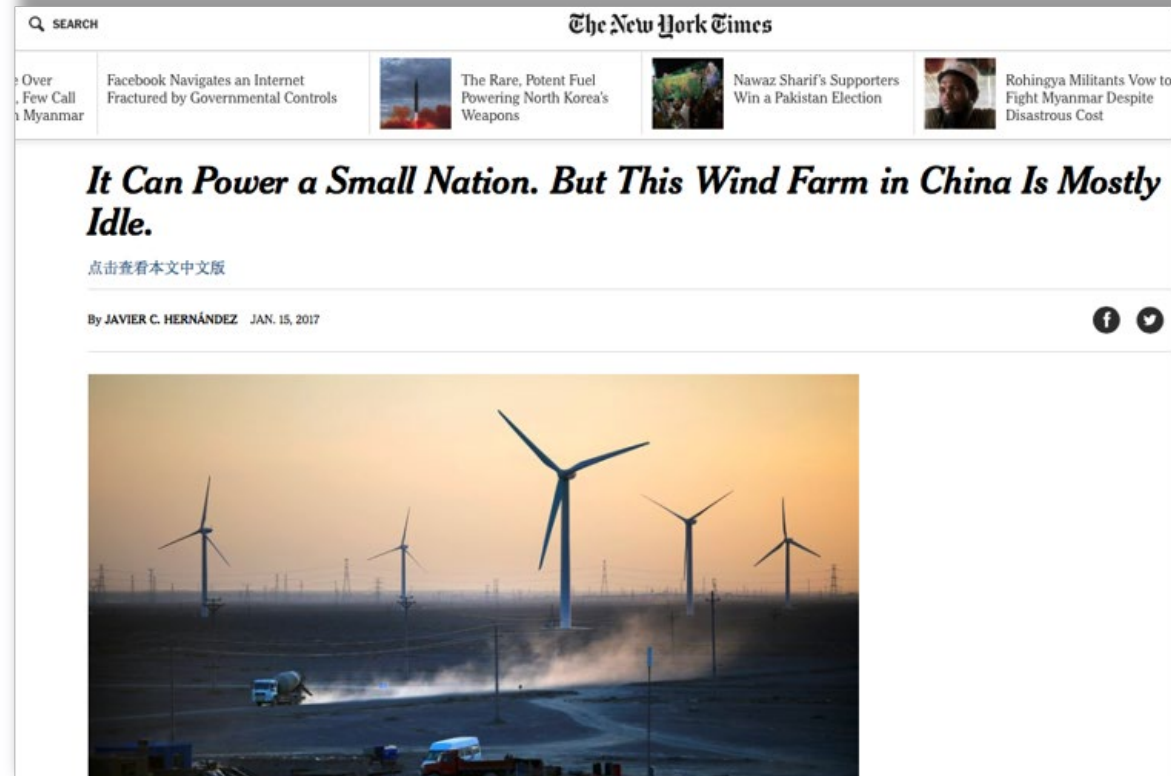 SEARCH
The New York Times
Over
, Few Call
Myanmar
Facebook Navigates an Internet
Fractured by Governmental Controls
The Rare, Potent Fuel
Powering North Korea's
Weapons
Nawaz Sharif's Supporters
Win a Pakistan Election
Rohingya Militants Vow to
Fight Myanmar Despite
Disastrous Cost
It Can Power a Small Nation. But This Wind Farm in China Is Mostly
Idle.
点击查看本文中文版
By JAVIER C. HERNÁNDEZ JAN. 15, 2017